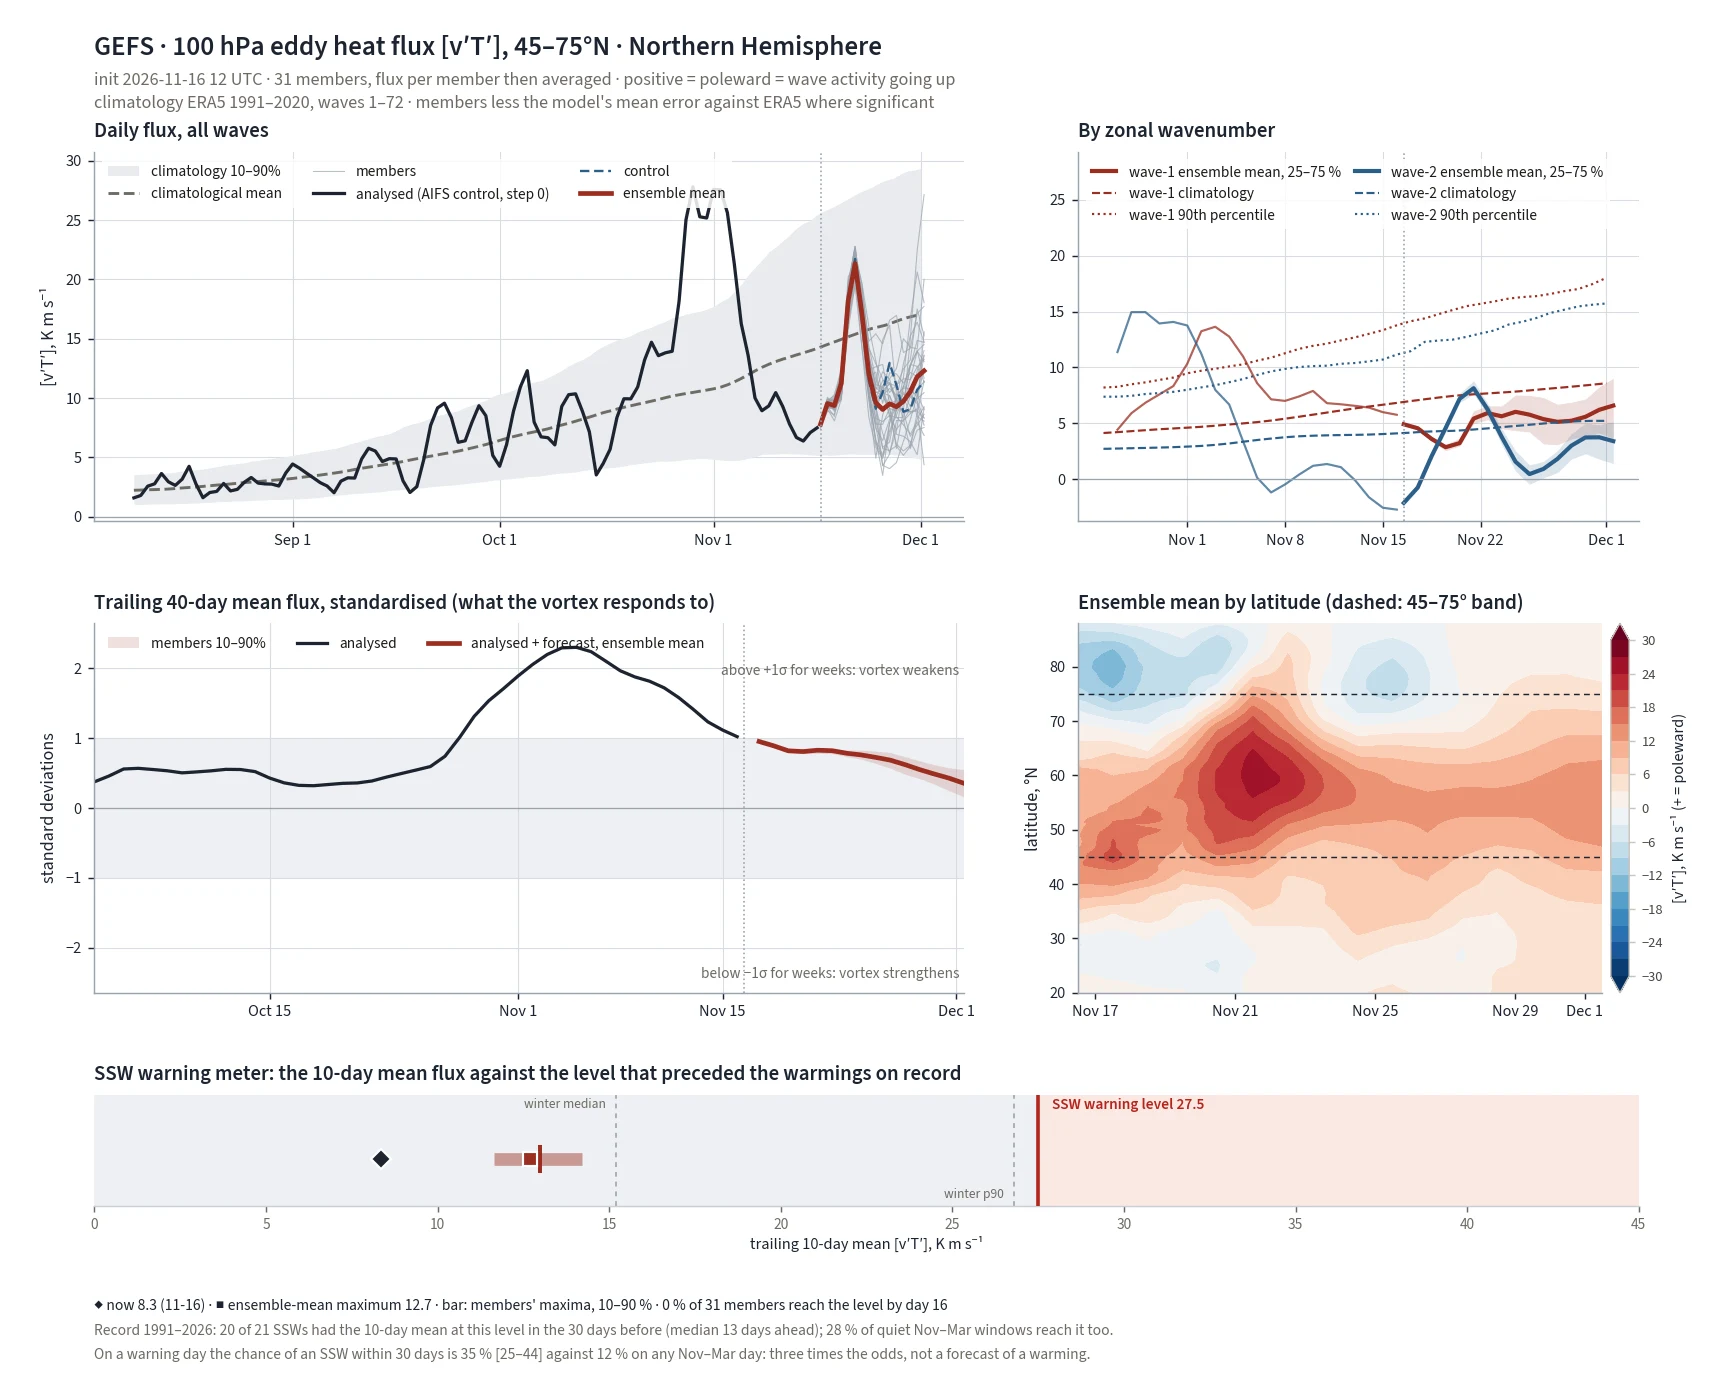 GEFS · 100 hPa eddy heat flux [v′T′], 45–75°N · Northern Hemisphere
init 2026-11-16 12 UTC · 31 members, flux per member then averaged · positive = poleward = wave activity going up
climatology ERA5 1991–2020, waves 1–72 · members less the model's mean error against ERA5 where significant
Daily flux, all waves
climatology 10–90%
members
control
climatological mean
analysed (AIFS control, step 0)
ensemble mean
30
25
20
15
10
5
0
[v′T′], K m s⁻¹
Sep 1
Oct 1
Nov 1
Dec 1
By zonal wavenumber
wave-1 ensemble mean, 25–75 %
wave-2 ensemble mean, 25–75 %
wave-1 climatology
wave-2 climatology
wave-1 90th percentile
wave-2 90th percentile
25
20
15
10
5
0
Nov 1
Nov 8
Nov 15
Nov 22
Dec 1
Trailing 40-day mean flux, standardised (what the vortex responds to)
members 10–90%
analysed
analysed + forecast, ensemble mean
above +1σ for weeks: vortex weakens
below −1σ for weeks: vortex strengthens
2
1
0
−1
−2
standard deviations
Oct 15
Nov 1
Nov 15
Dec 1
Ensemble mean by latitude (dashed: 45–75° band)
80
70
60
50
40
30
20
latitude, °N
Nov 17
Nov 21
Nov 25
Nov 29
Dec 1
30
24
18
12
6
0
−6
−12
−18
−24
−30
[v′T′], K m s⁻¹ (+ = poleward)
SSW warning meter: the 10-day mean flux against the level that preceded the warmings on record
winter median
winter p90
SSW warning level 27.5
0
5
10
15
20
25
30
35
40
45
trailing 10-day mean [v′T′], K m s⁻¹
◆ now 8.3 (11-16) · ■ ensemble-mean maximum 12.7 · bar: members' maxima, 10–90 % · 0 % of 31 members reach the level by day 16
Record 1991–2026: 20 of 21 SSWs had the 10-day mean at this level in the 30 days before (median 13 days ahead); 28 % of quiet Nov–Mar windows reach it too.
On a warning day the chance of an SSW within 30 days is 35 % [25–44] against 12 % on any Nov–Mar day: three times the odds, not a forecast of a warming.